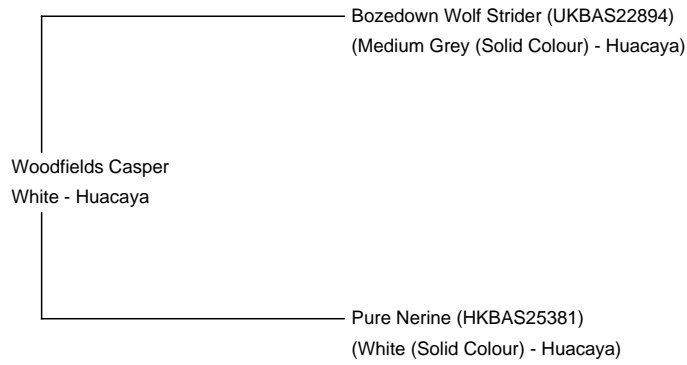 Bozedown Wolf Strider (UKBAS22894)
(Medium Grey (Solid Colour) - Huacaya)
Woodfields Casper
White - Huacaya
Pure Nerine (HKBAS25381)
(White (Solid Colour) - Huacaya)